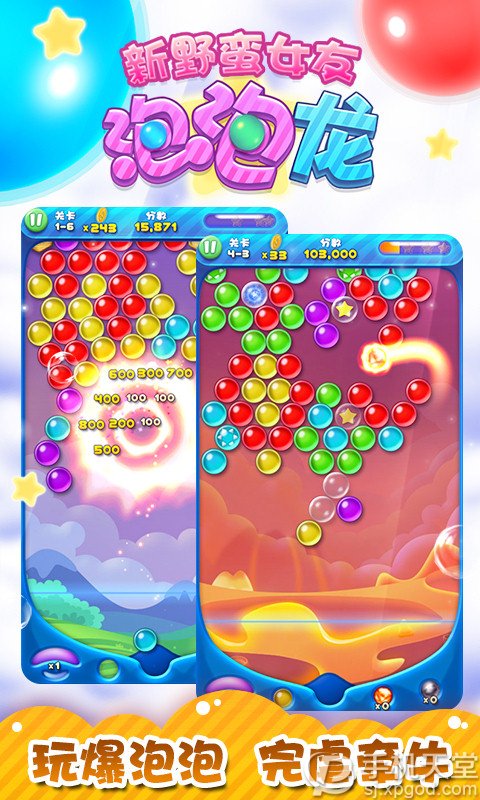 新野蛮女友
泡泡龙
关卡
1-6
x243
分数
15,871
关卡
4-3
x33
分数
103,000
500 300 700
400 100 100
800 200 100
500
x1
x0
x0
玩爆泡泡 完虐
手机天堂
sj.xpgod.com